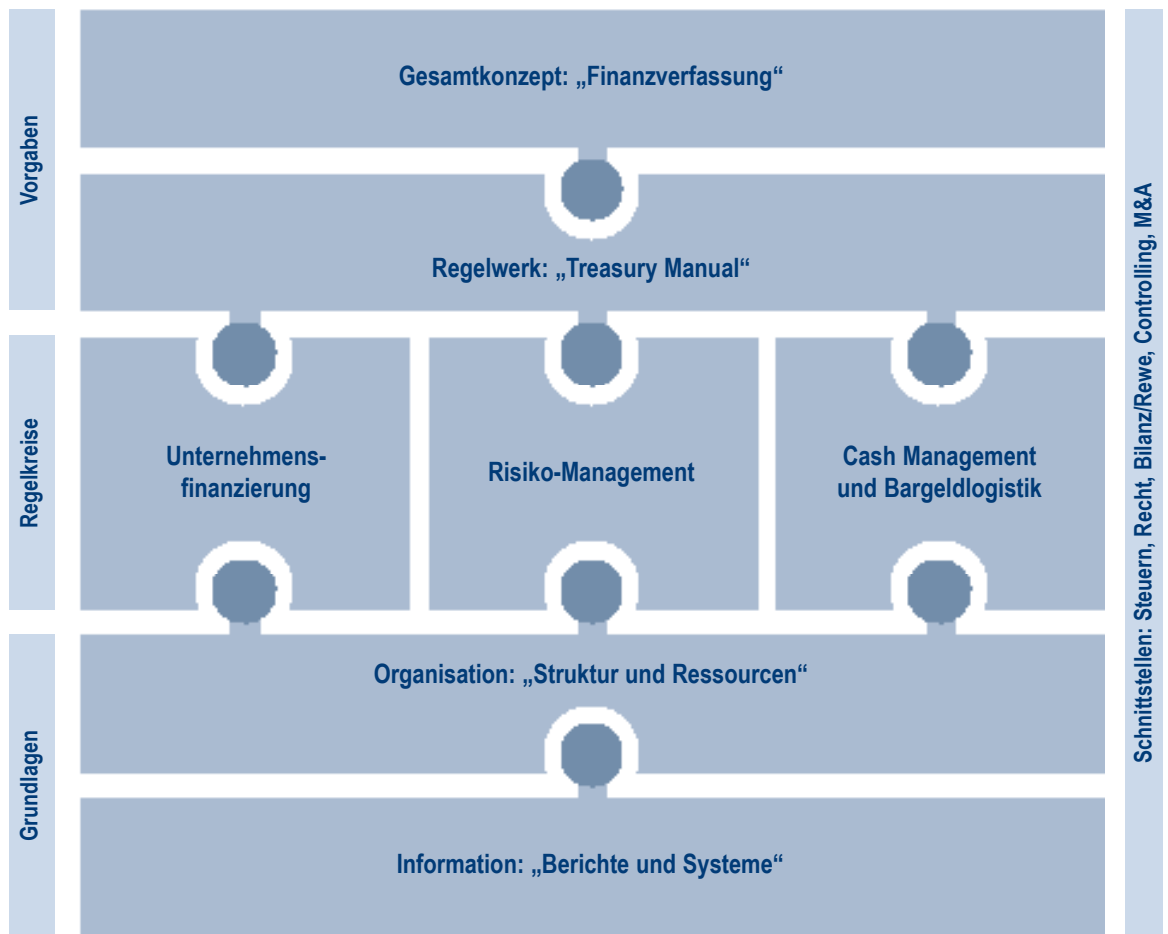 Vorgaben
Gesamtkonzept: „Finanzverfassung“
Regelwerk: „Treasury Manual“
Regelkreise
Unternehmens-
finanzierung
Risiko-Management
Cash Management
und Bargeldlogistik
Grundlagen
Organisation: „Struktur und Ressourcen“
Information: „Berichte und Systeme“
Schnittstellen: Steuern, Recht, Bilanz/Rewe, Controlling, M&A